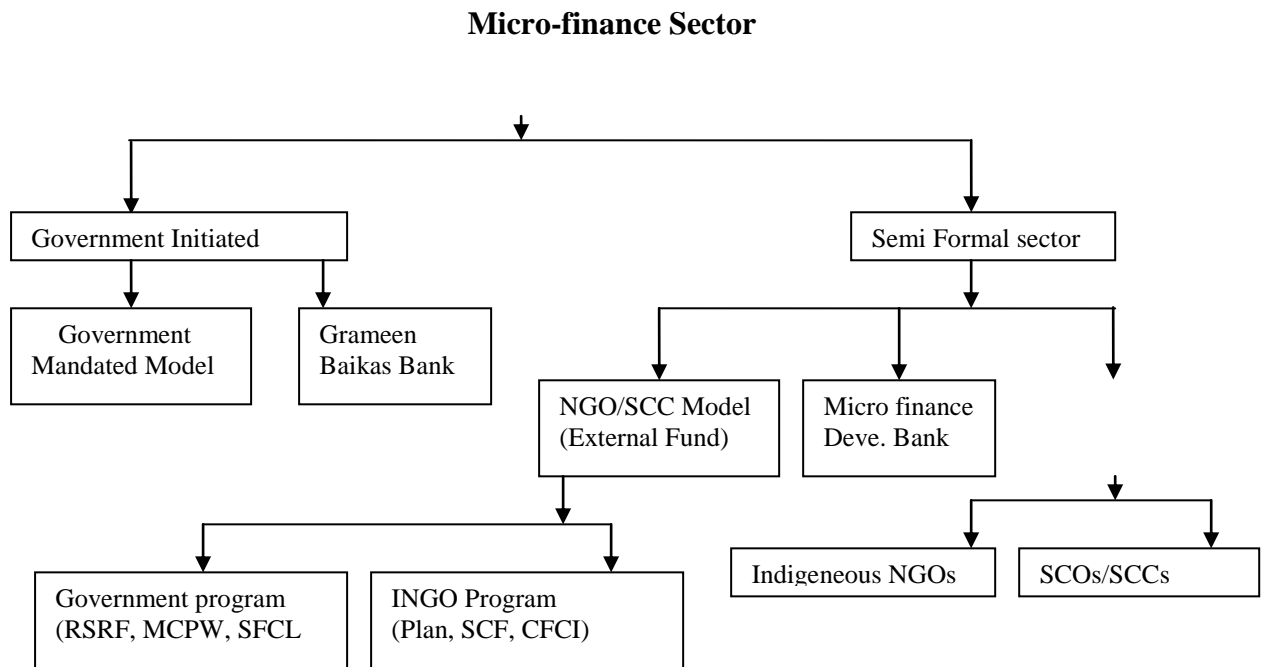 Micro-finance Sector
Government Initiated
Semi Formal sector
Government
Mandated Model
Grameen
Baikas Bank
NGO/SCC Model
(External Fund)
Micro finance
Deve. Bank
Indigeneous NGOs
SCOs/SCCs
Government program
(RSRF, MCPW, SFCL
INGO Program
(Plan, SCF, CFCI)